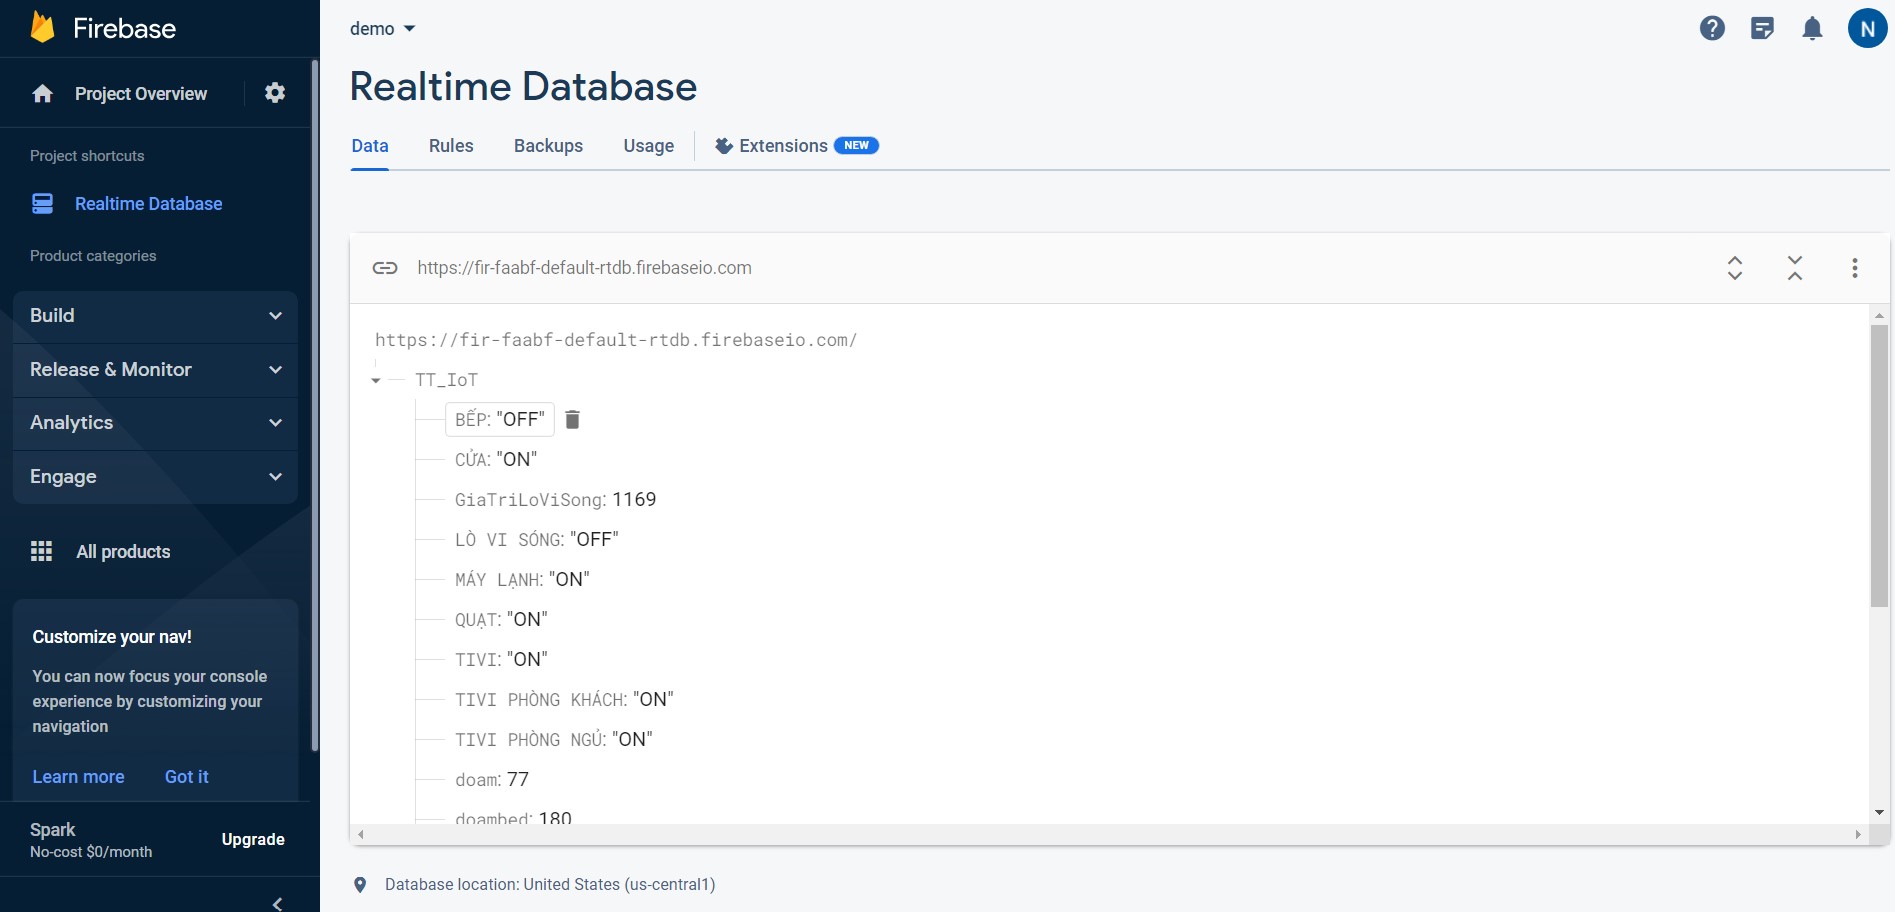 Firebase
Project Overview
Project shortcuts
Realtime Database
Product categories
Build
Release & Monitor
Analytics
Engage
All products
Customize your nav!
You can now focus your console
experience by customizing your
navigation
Learn more Got it
Spark
No-cost $0/month
Upgrade
demo
N
Realtime Database
Data Rules Backups Usage Extensions NEW
https://fir-faabf-default-rtdb.firebaseio.com
https://fir-faabf-default-rtdb.firebaseio.com/
TT_IoT
BẾP: "OFF"
CỬA: "ON"
GiaTriLoViSong: 1169
LÒ VI SÓNG: "OFF"
MÁY LẠNH: "ON"
QUẠT: "ON"
TIVI: "ON"
TIVI PHÒNG KHÁCH: "ON"
TIVI PHÒNG NGỦ: "ON"
doam: 77
doambed: 180
Database location: United States (us-central1)